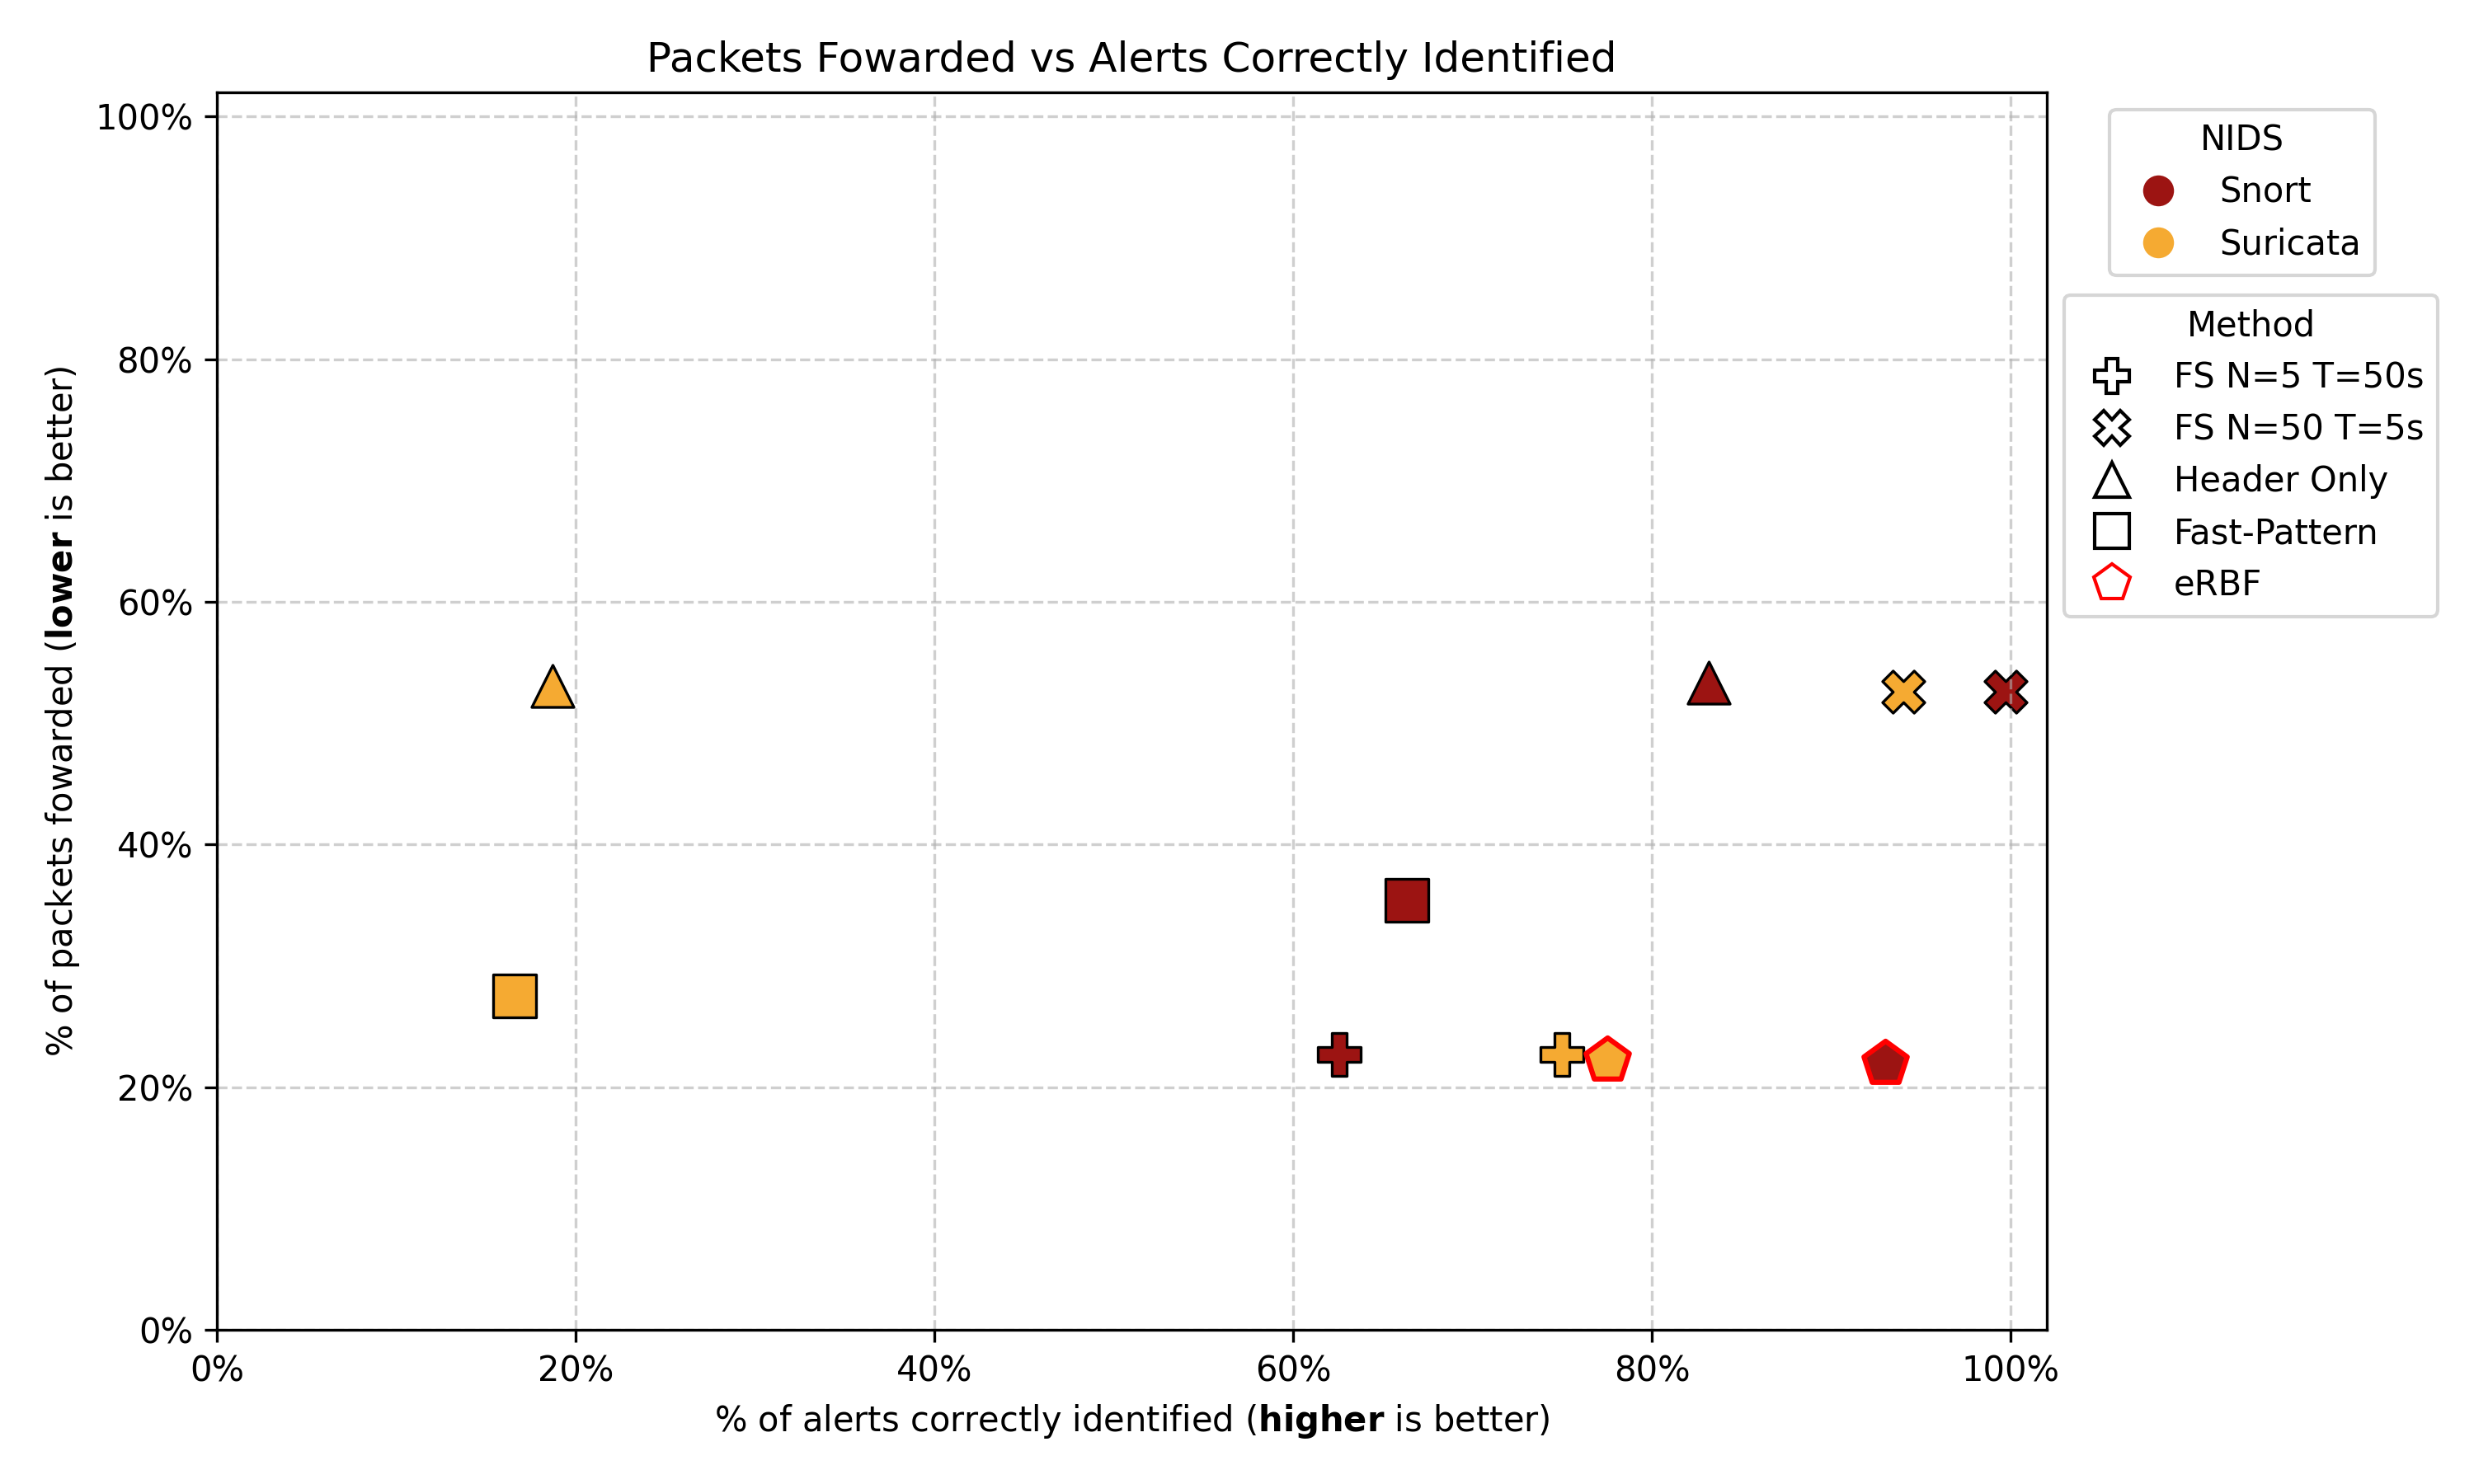 Packets Fowarded vs Alerts Correctly Identified
% of packets fowarded (lower is better)
100%
80%
60%
40%
20%
0%
0%
20%
40%
60%
80%
100%
% of alerts correctly identified (higher is better)
NIDS
Snort
Suricata
Method
FS N=5 T=50s
FS N=50 T=5s
Header Only
Fast-Pattern
eRBF